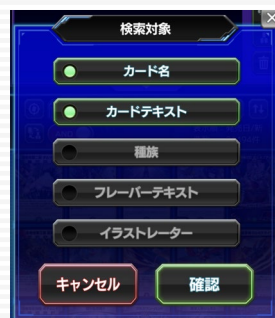 検索対象
カード名
カードテキスト
種族
フレーバーテキスト
イラストレーター
キャンセル
確認